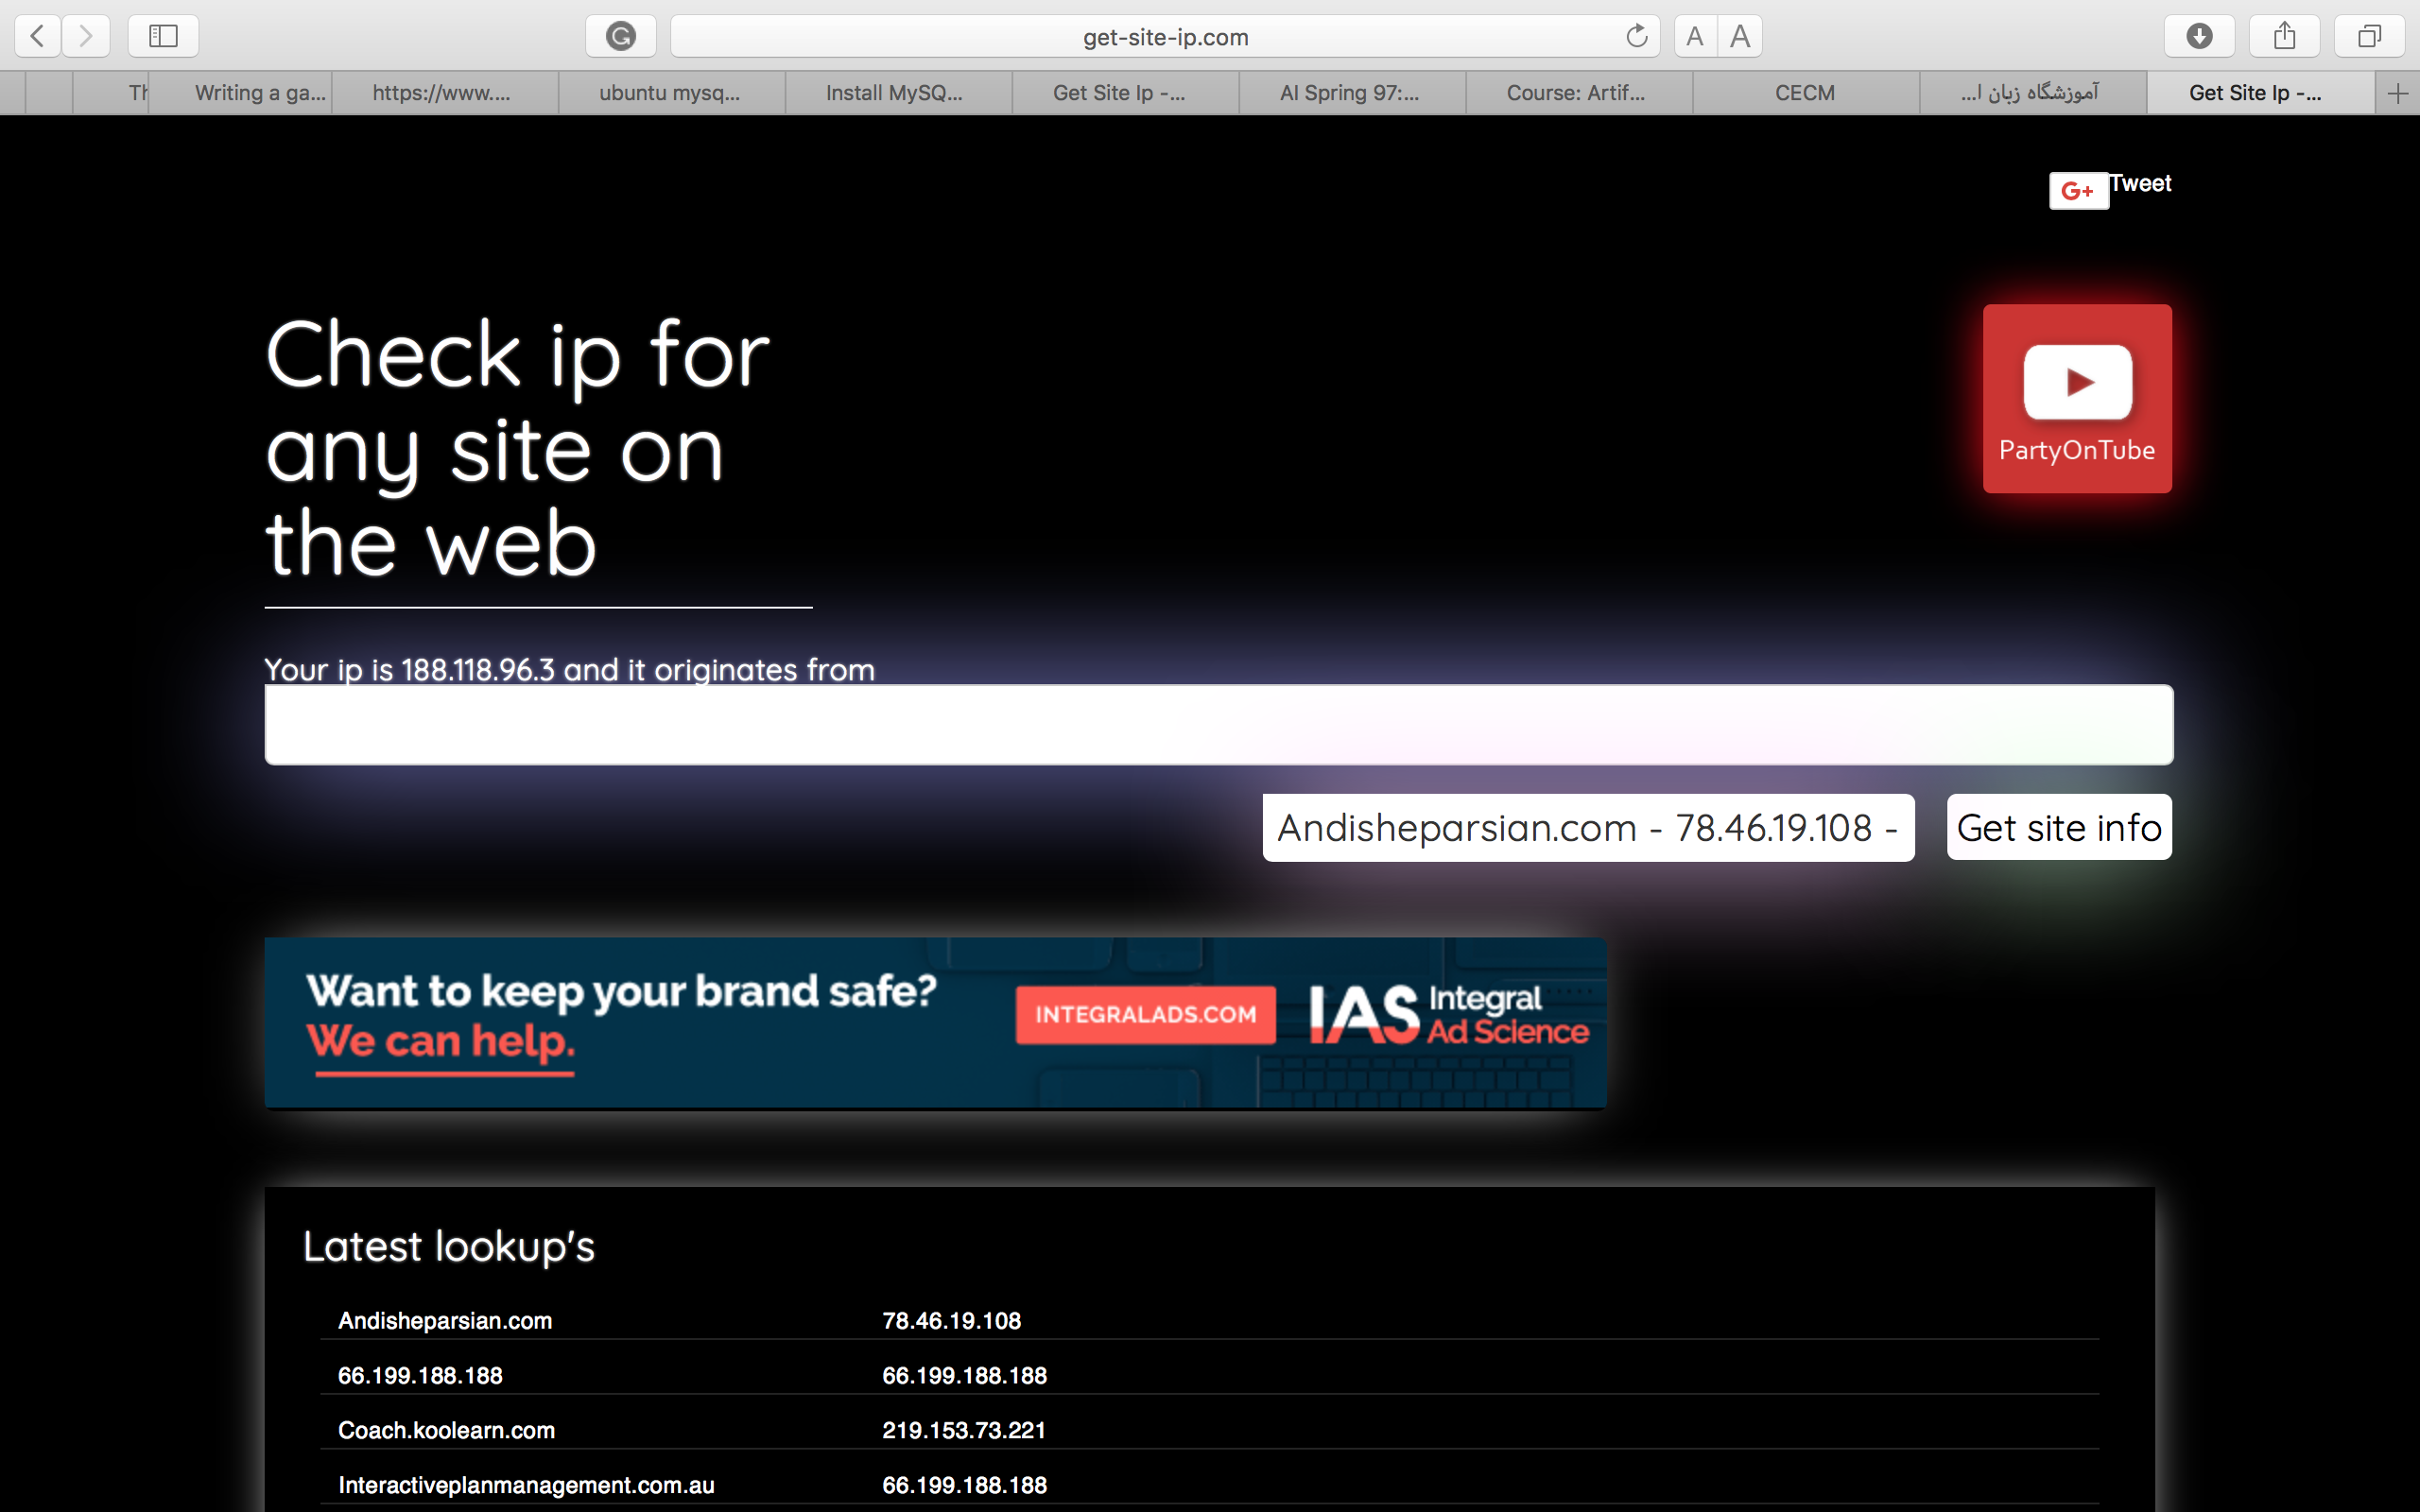 get-site-ip.com
A A
Writing a ga...
https://www....
ubuntu mysq...
Install MySQ...
Get Site Ip -...
AI Spring 97:...
Course: Artif...
CECM
آموزشگاه زبان ا...
Get Site Ip -...
G+ Tweet
Check ip for
any site on
the web
PartyOnTube
Your ip is 188.118.96.3 and it originates from
Andisheparsian.com - 78.46.19.108 -
Get site info
Want to keep your brand safe?
We can help.
INTEGRALADS.COM
IAS Integral
Ad Science
Latest lookup's
Andisheparsian.com 78.46.19.108
66.199.188.188 66.199.188.188
Coach.koolearn.com 219.153.73.221
Interactiveplanmanagement.com.au 66.199.188.188